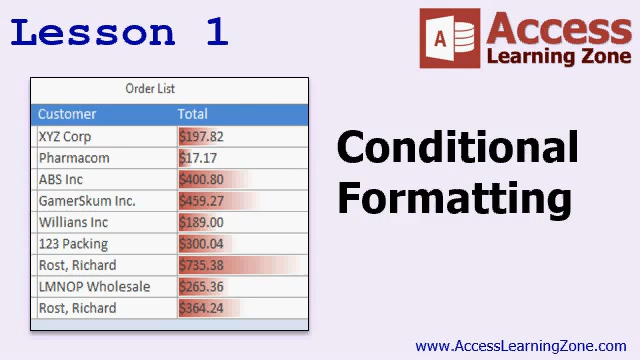 Lesson 1
A
Access
Learning Zone
Order List
Customer Total
XYZ Corp $197.82
Pharmacom $17.17
ABS Inc $400.80
GamerSkum Inc. $459.27
Willians Inc $189.00
123 Packing $300.04
Rost, Richard $735.38
LMNOP Wholesale $265.36
Rost, Richard $364.24
Conditional
Formatting
www.AccessLearningZone.com